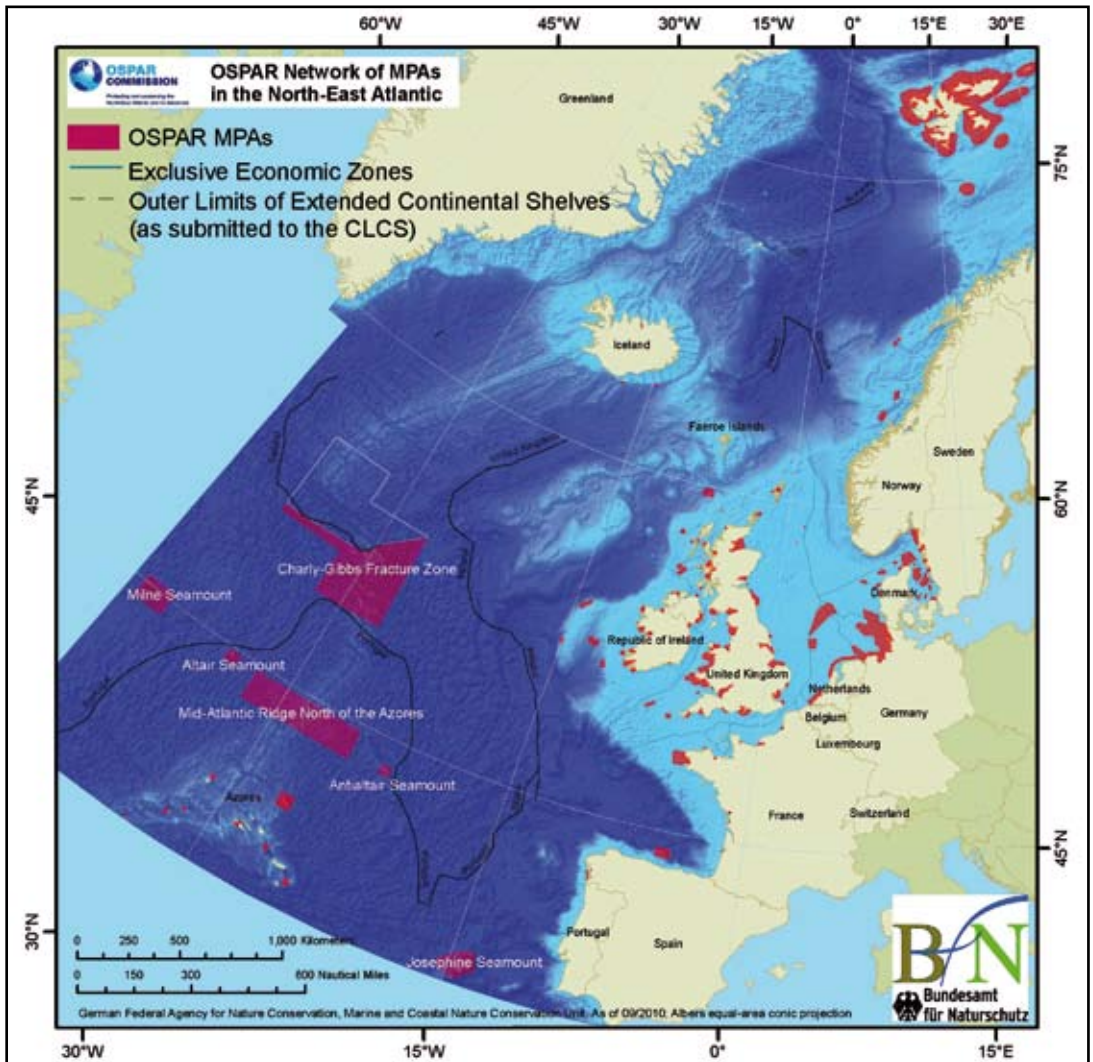 60°W 45°W 30°W 15°W 0° 15°E 30°E
OSPAR
COMMISSION
OSPAR Network of MPAs
in the North-East Atlantic
OSPAR MPAs
Exclusive Economic Zones
Outer Limits of Extended Continental Shelves
(as submitted to the CLCS)
Greenland
75°N
Iceland
Faeroe Islands
Sweden
Norway
45°N
60°N
United Kingdom
Charly-Gibbs Fracture Zone
Milne Seamount
Denmark
Republic of Ireland
Altair Seamount
United Kingdom
Netherlands
Mid-Atlantic Ridge North of the Azores
Belgium
Germany
Luxembourg
Antialtair Seamount
Azores
France
Switzerland
45°N
30°N
Portugal
Spain
0 250 500 1,000 Kilometers
0 150 300 600 Nautical Miles
Josephine Seamount
BfN
Bundesamt
für Naturschutz
German Federal Agency for Nature Conservation, Marine and Coastal Nature Conservation Unit. As of 09/2010; Albers equal-area conic projection
30°W 15°W 0° 15°E